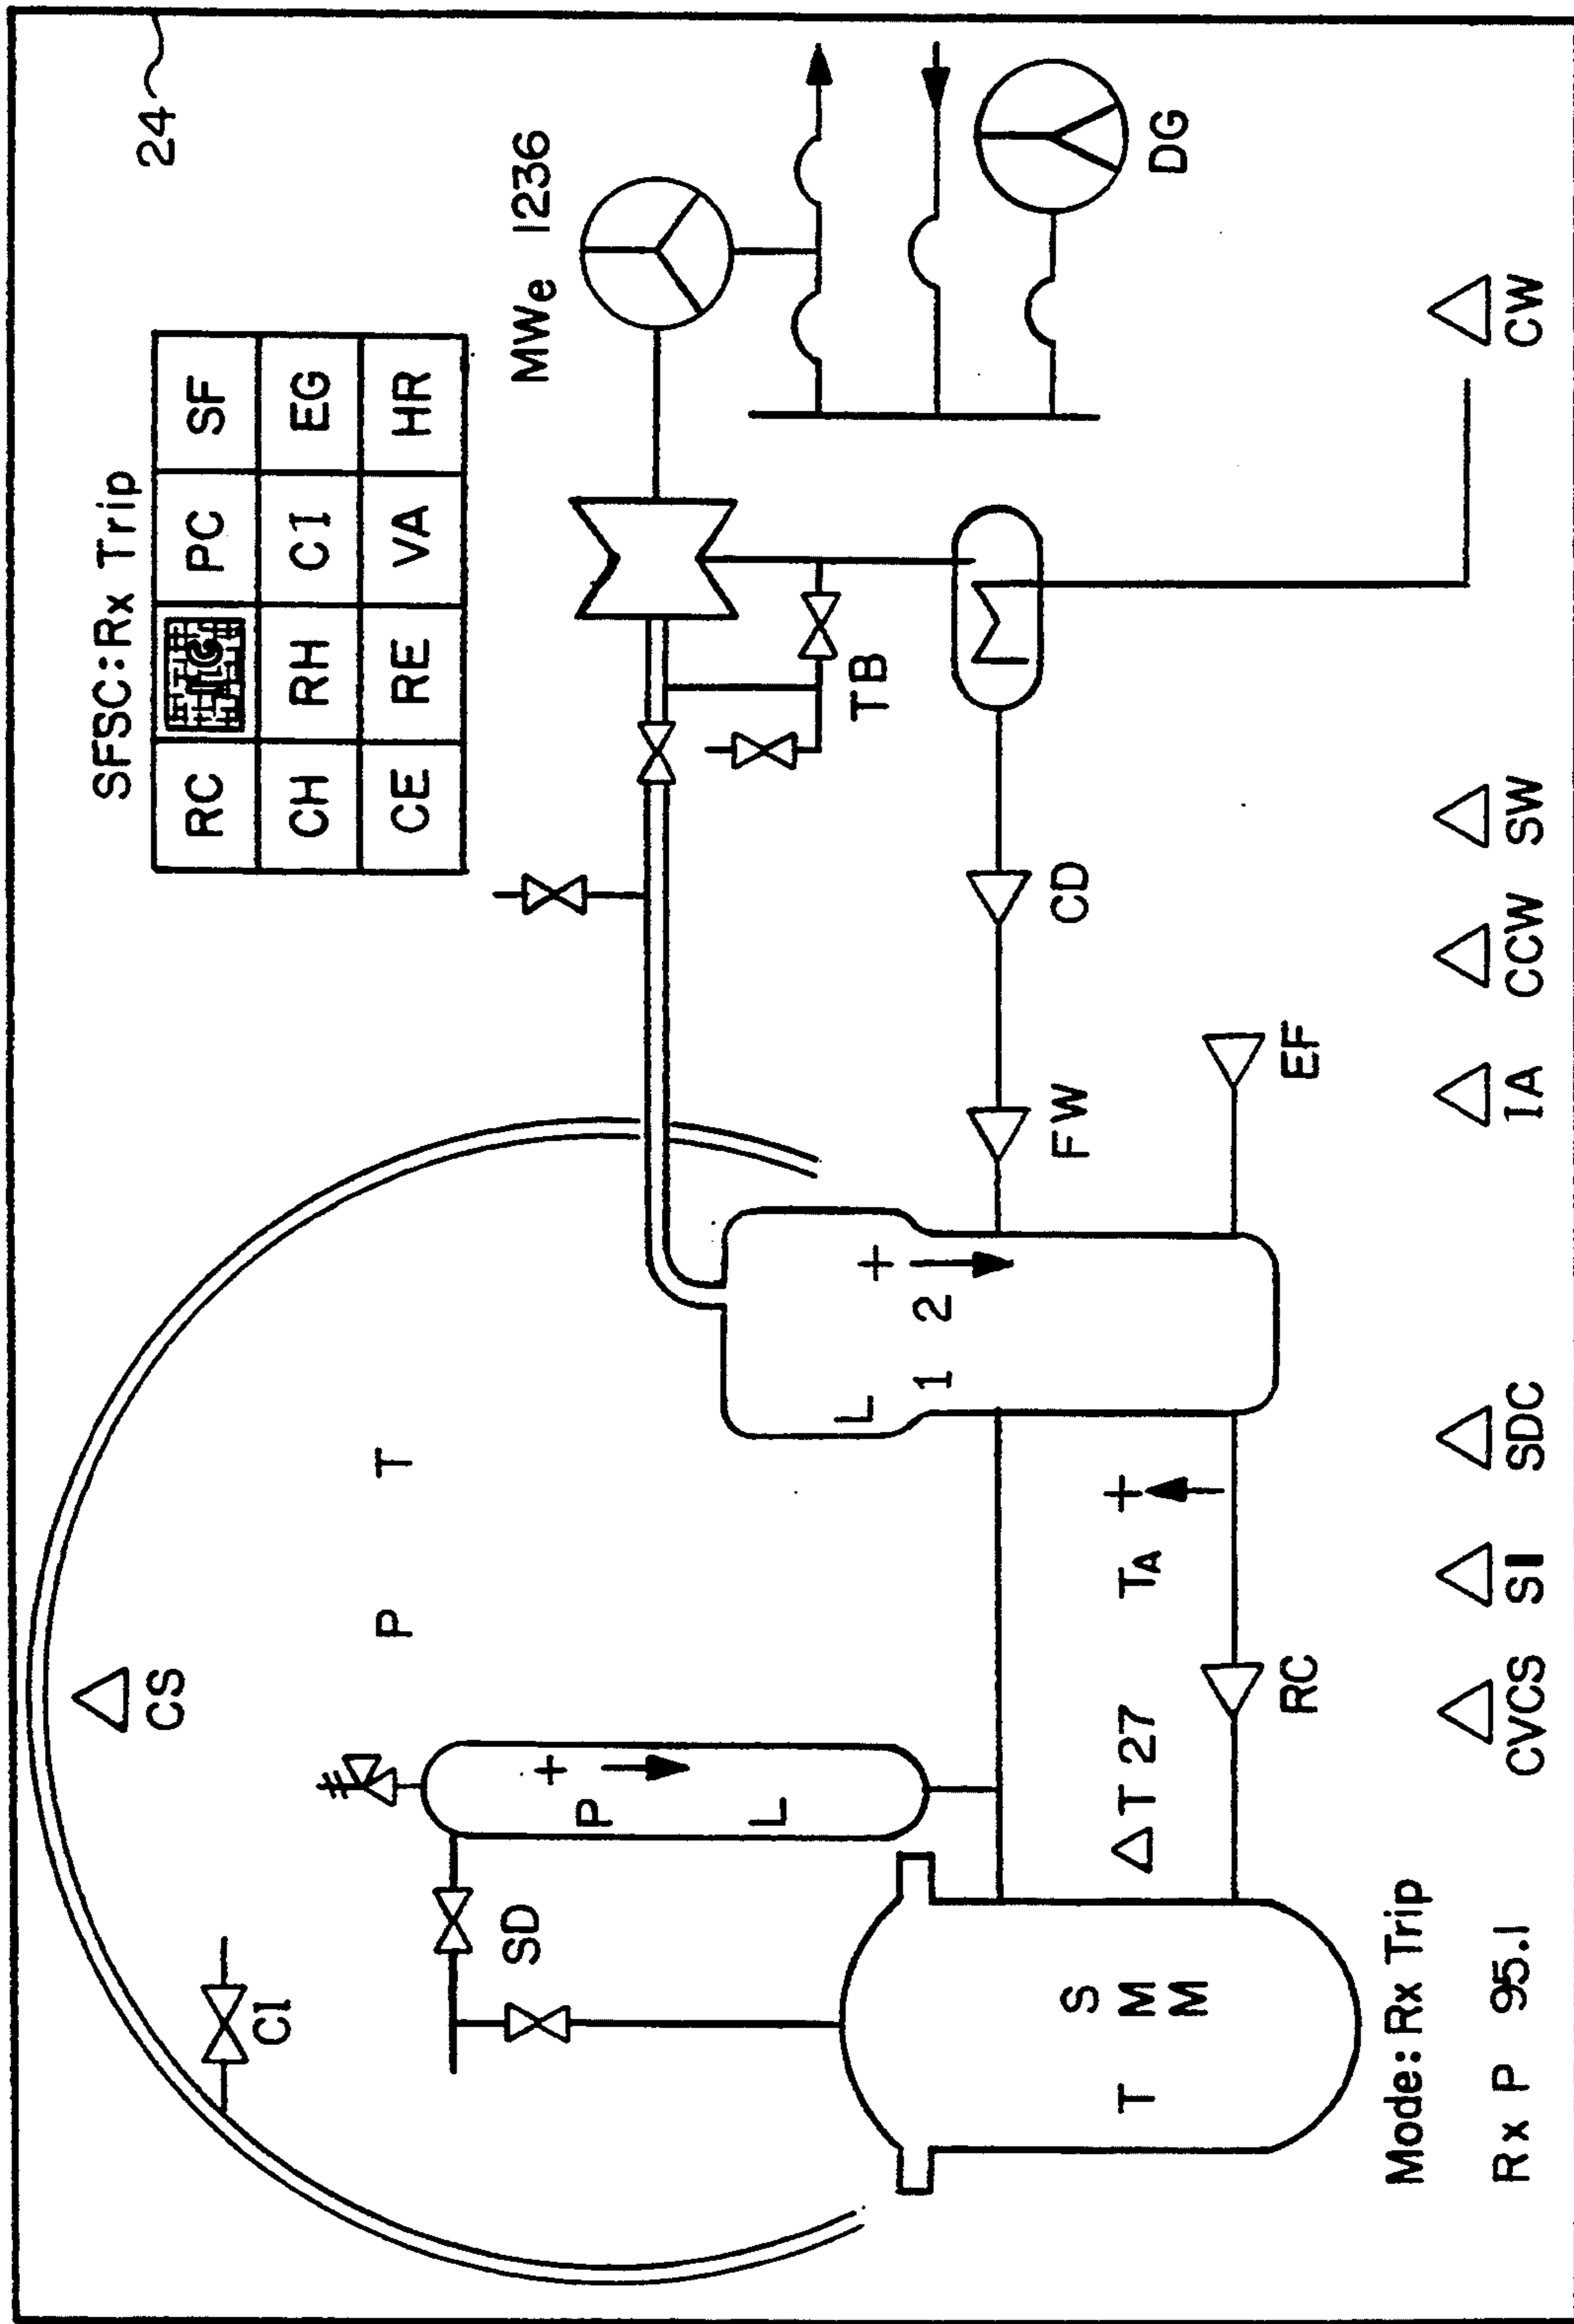 24
SFSC: Rx Trip
RC PC SF
CH RH CI EG
CE RE VA HR
CS
CI
P T
MWe 1236
SD
P
L
TB
L
1 2
DG
CD
FW
S
T M
M
△T 27
TA
RC
EF
Mode: Rx Trip
Rx P 95.1
CVCS SI SDC IA CCW SW CW